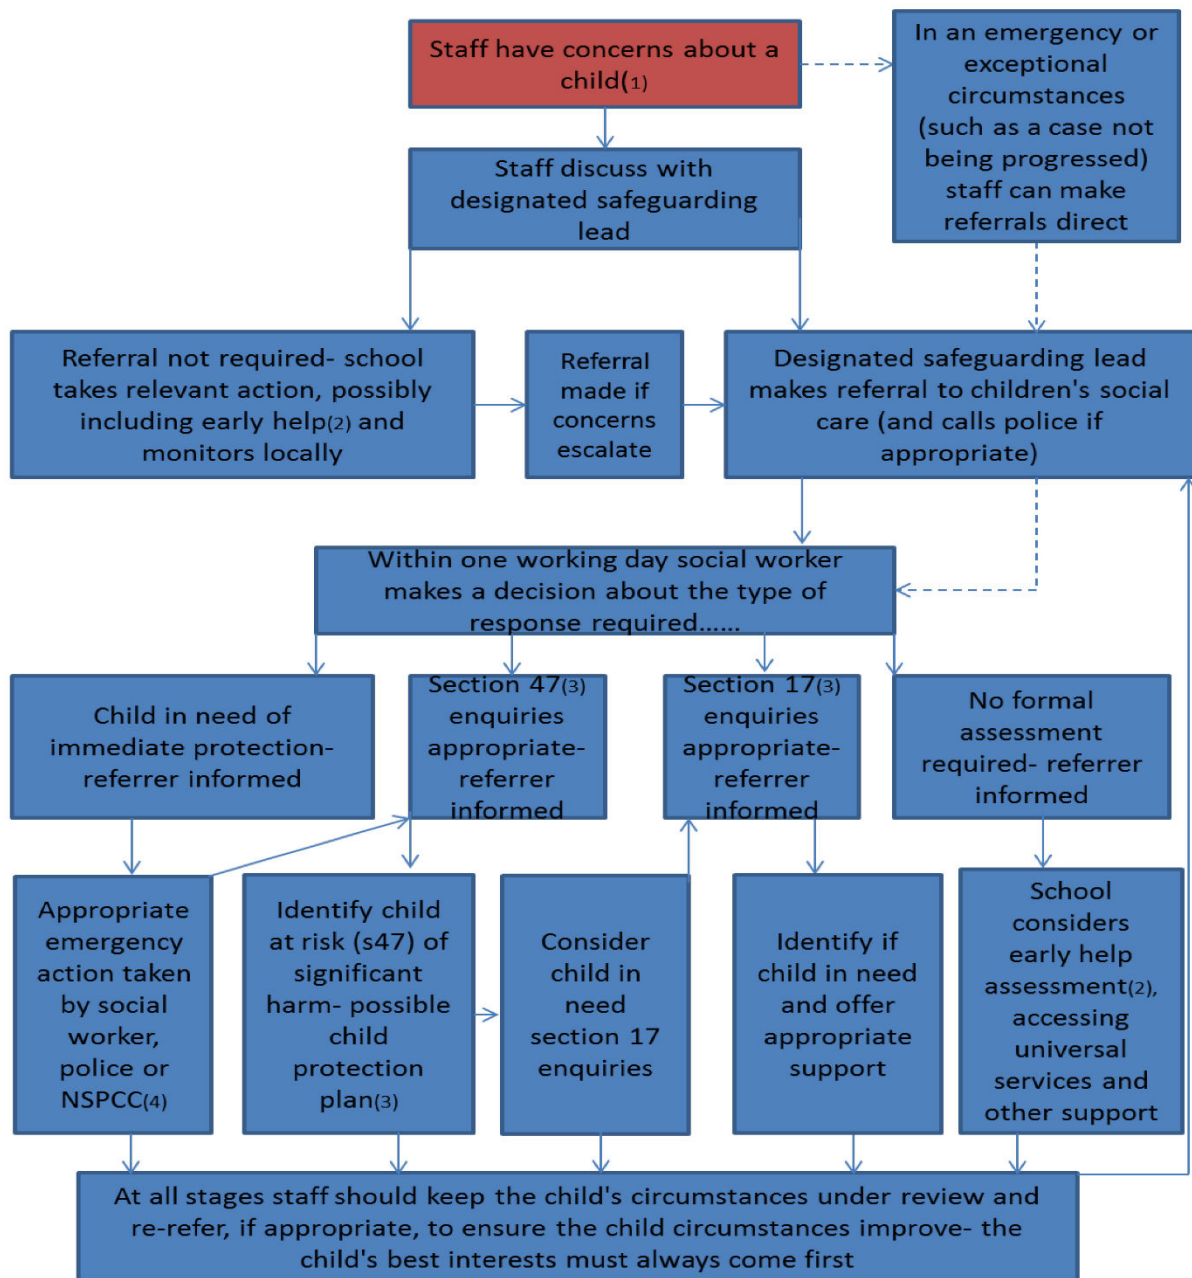 Staff have concerns about a
child(1)
In an emergency or
exceptional
circumstances
(such as a case not
being progressed)
staff can make
referrals direct
Staff discuss with
designated safeguarding
lead
Referral not required- school
takes relevant action, possibly
including early help(2) and
monitors locally
Referral
made if
concerns
escalate
Designated safeguarding lead
makes referral to children's social
care (and calls police if
appropriate)
Within one working day social worker
makes a decision about the type of
response required......
Child in need of
immediate protection-
referrer informed
Section 47(3)
enquiries
appropriate-
referrer
informed
Section 17(3)
enquiries
appropriate-
referrer
informed
No formal
assessment
required- referrer
informed
Appropriate
emergency
action taken
by social
worker,
police or
NSPCC(4)
Identify child
at risk (s47) of
significant
harm- possible
child
protection
plan(3)
Consider
child in
need
section 17
enquiries
Identify if
child in need
and offer
appropriate
support
School
considers
early help
assessment(2),
accessing
universal
services and
other support
At all stages staff should keep the child's circumstances under review and
re-refer, if appropriate, to ensure the child circumstances improve- the
child's best interests must always come first